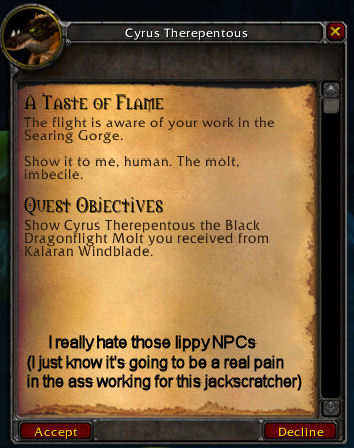 Cyrus Therepentous
A Taste of Flame
The flight is aware of your work in the
Searing Gorge.
Show it to me, human. The molt,
imbecile.
Quest Objectives
Show Cyrus Therepentous the Black
Dragonflight Molt you received from
Kalaran Windblade.
I really hate those lippy NPCs
(I just know it's going to be a real pain
in the ass working for this jackscratcher)
Accept
Decline